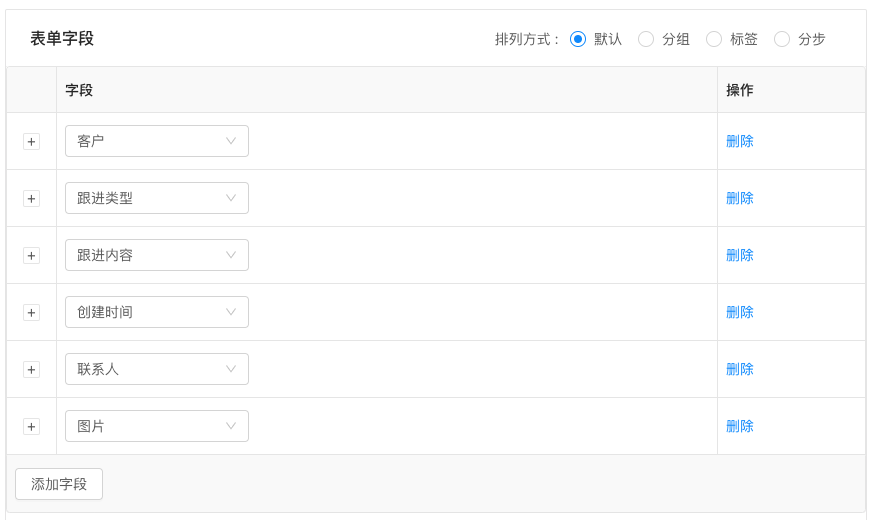 表单字段 排列方式 : 默认 分组 标签 分步
字段 操作
客户 删除
跟进类型 删除
跟进内容 删除
创建时间 删除
联系人 删除
图片 删除
添加字段